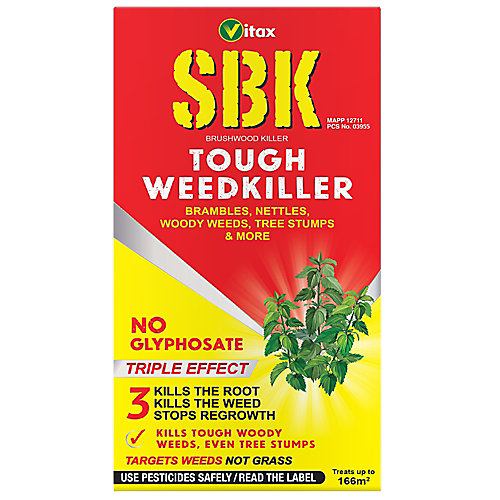 Vitax
SBK
MAPP 12711
PCS No. 03955
BRUSHWOOD KILLER
TOUGH
WEEDKILLER
BRAMBLES, NETTLES,
WOODY WEEDS, TREE STUMPS
& MORE
NO
GLYPHOSATE
TRIPLE EFFECT
3 KILLS THE ROOT
KILLS THE WEED
STOPS REGROWTH
KILLS TOUGH WOODY
WEEDS, EVEN TREE STUMPS
TARGETS WEEDS NOT GRASS
USE PESTICIDES SAFELY/READ THE LABEL
Treats up to
166m²